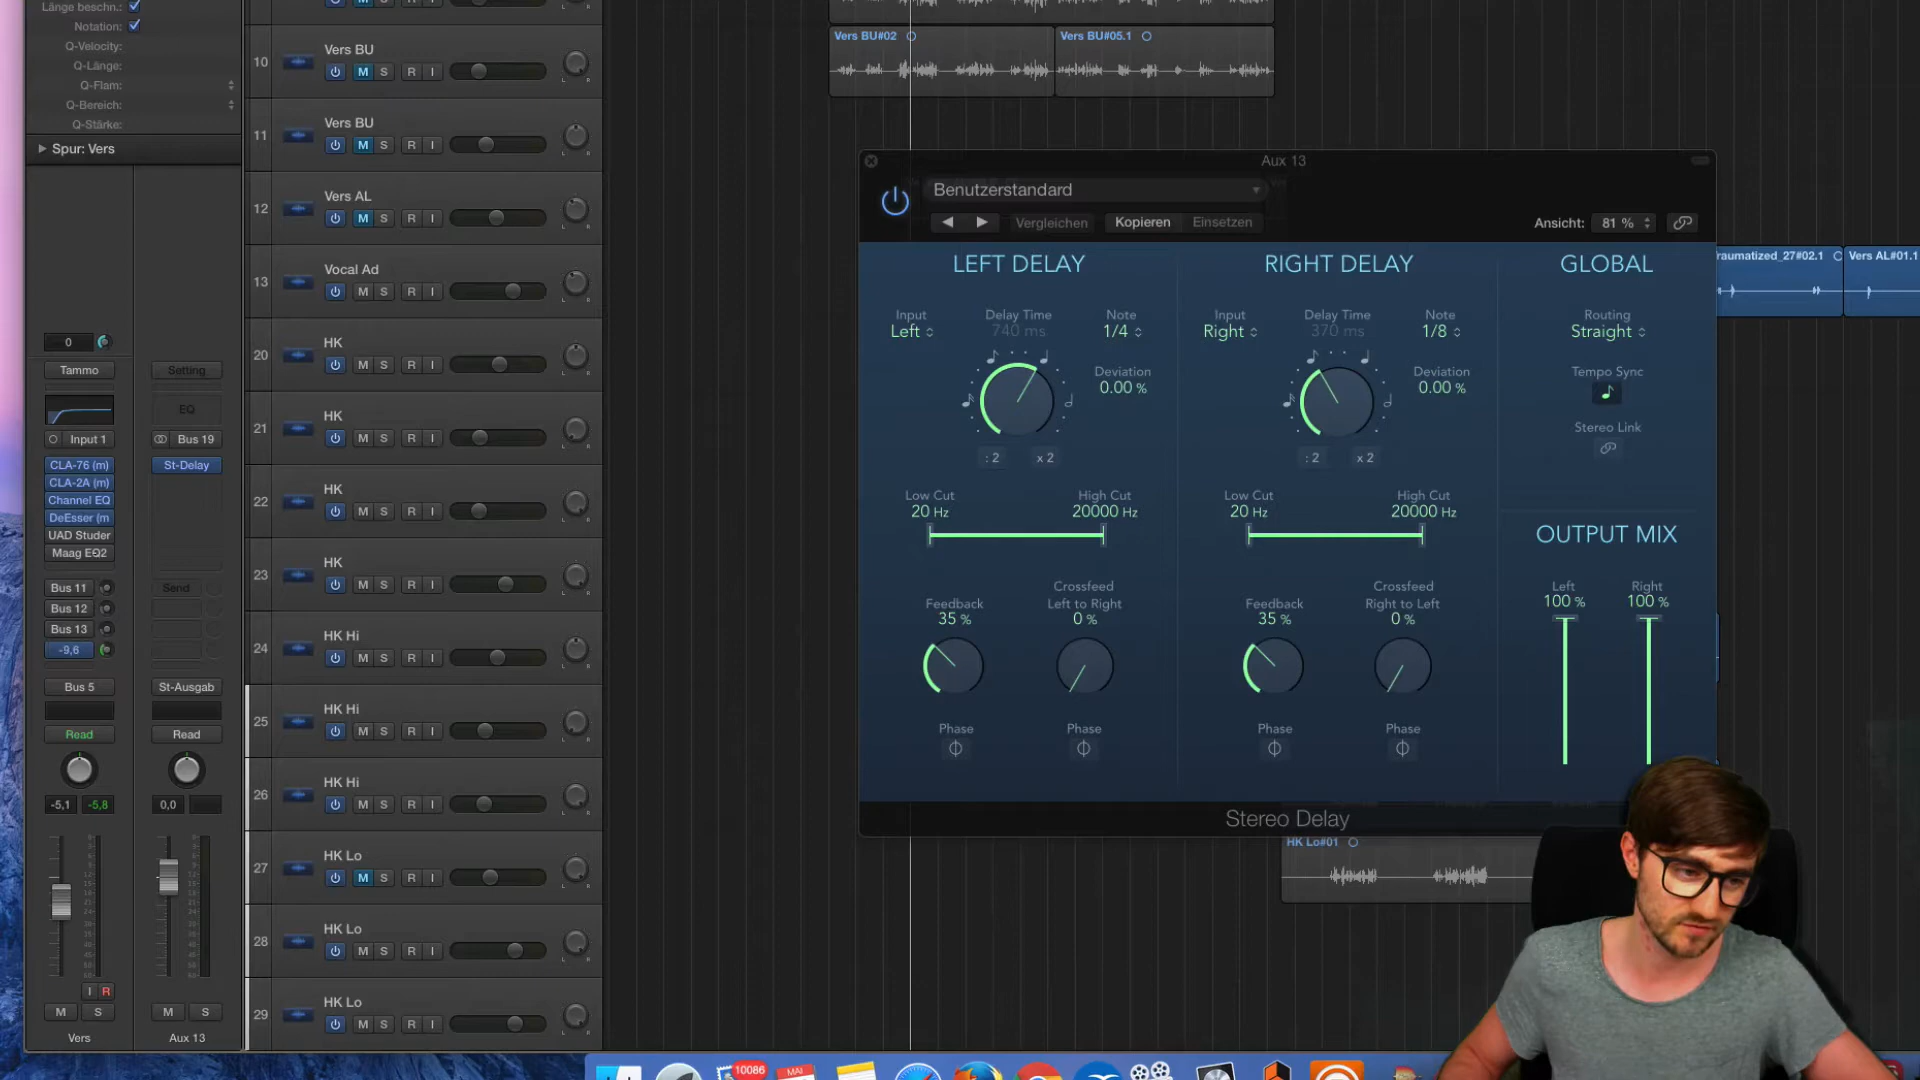 Länge beschn.:
Notation:
Q-Velocity:
Q-Länge:
Q-Flam:
Q-Bereich:
Q-Stärke:
Spur: Vers
0
Tammo
Setting
EQ
Input 1
Bus 19
CLA-76 (m)
St-Delay
CLA-2A (m)
Channel EQ
DeEsser (m
UAD Studer
Maag EQ2
Bus 11
Send
Bus 12
Bus 13
-9,6
Bus 5
St-Ausgab
Read
Read
-5,1
-5,8
0,0
I R
M S
M S
Vers
Aux 13
10
Vers BU
M S R I
11
Vers BU
M S R I
12
Vers AL
M S R I
13
Vocal Ad
M S R I
20
HK
M S R I
21
HK
M S R I
22
HK
M S R I
23
HK
M S R I
24
HK Hi
M S R I
25
HK Hi
M S R I
26
HK Hi
M S R I
27
HK Lo
M S R I
28
HK Lo
M S R I
29
HK Lo
M S R I
Vers BU#02
Vers BU#05.1
Aux 13
Benutzerstandard
Vergleichen
Kopieren
Einsetzen
Ansicht: 81 %
LEFT DELAY
Input
Left
Delay Time
740 ms
Note
1/4
Deviation
0.00 %
: 2
x 2
Low Cut
20 Hz
High Cut
20000 Hz
Feedback
35 %
Crossfeed
Left to Right
0 %
Phase
Phase
RIGHT DELAY
Input
Right
Delay Time
370 ms
Note
1/8
Deviation
0.00 %
: 2
x 2
Low Cut
20 Hz
High Cut
20000 Hz
Feedback
35 %
Crossfeed
Right to Left
0 %
Phase
Phase
GLOBAL
Routing
Straight
Tempo Sync
Stereo Link
OUTPUT MIX
Left
100 %
Right
100 %
Stereo Delay
raumatized_27#02.1
Vers AL#01.1
HK Lo#01
10086
MAI